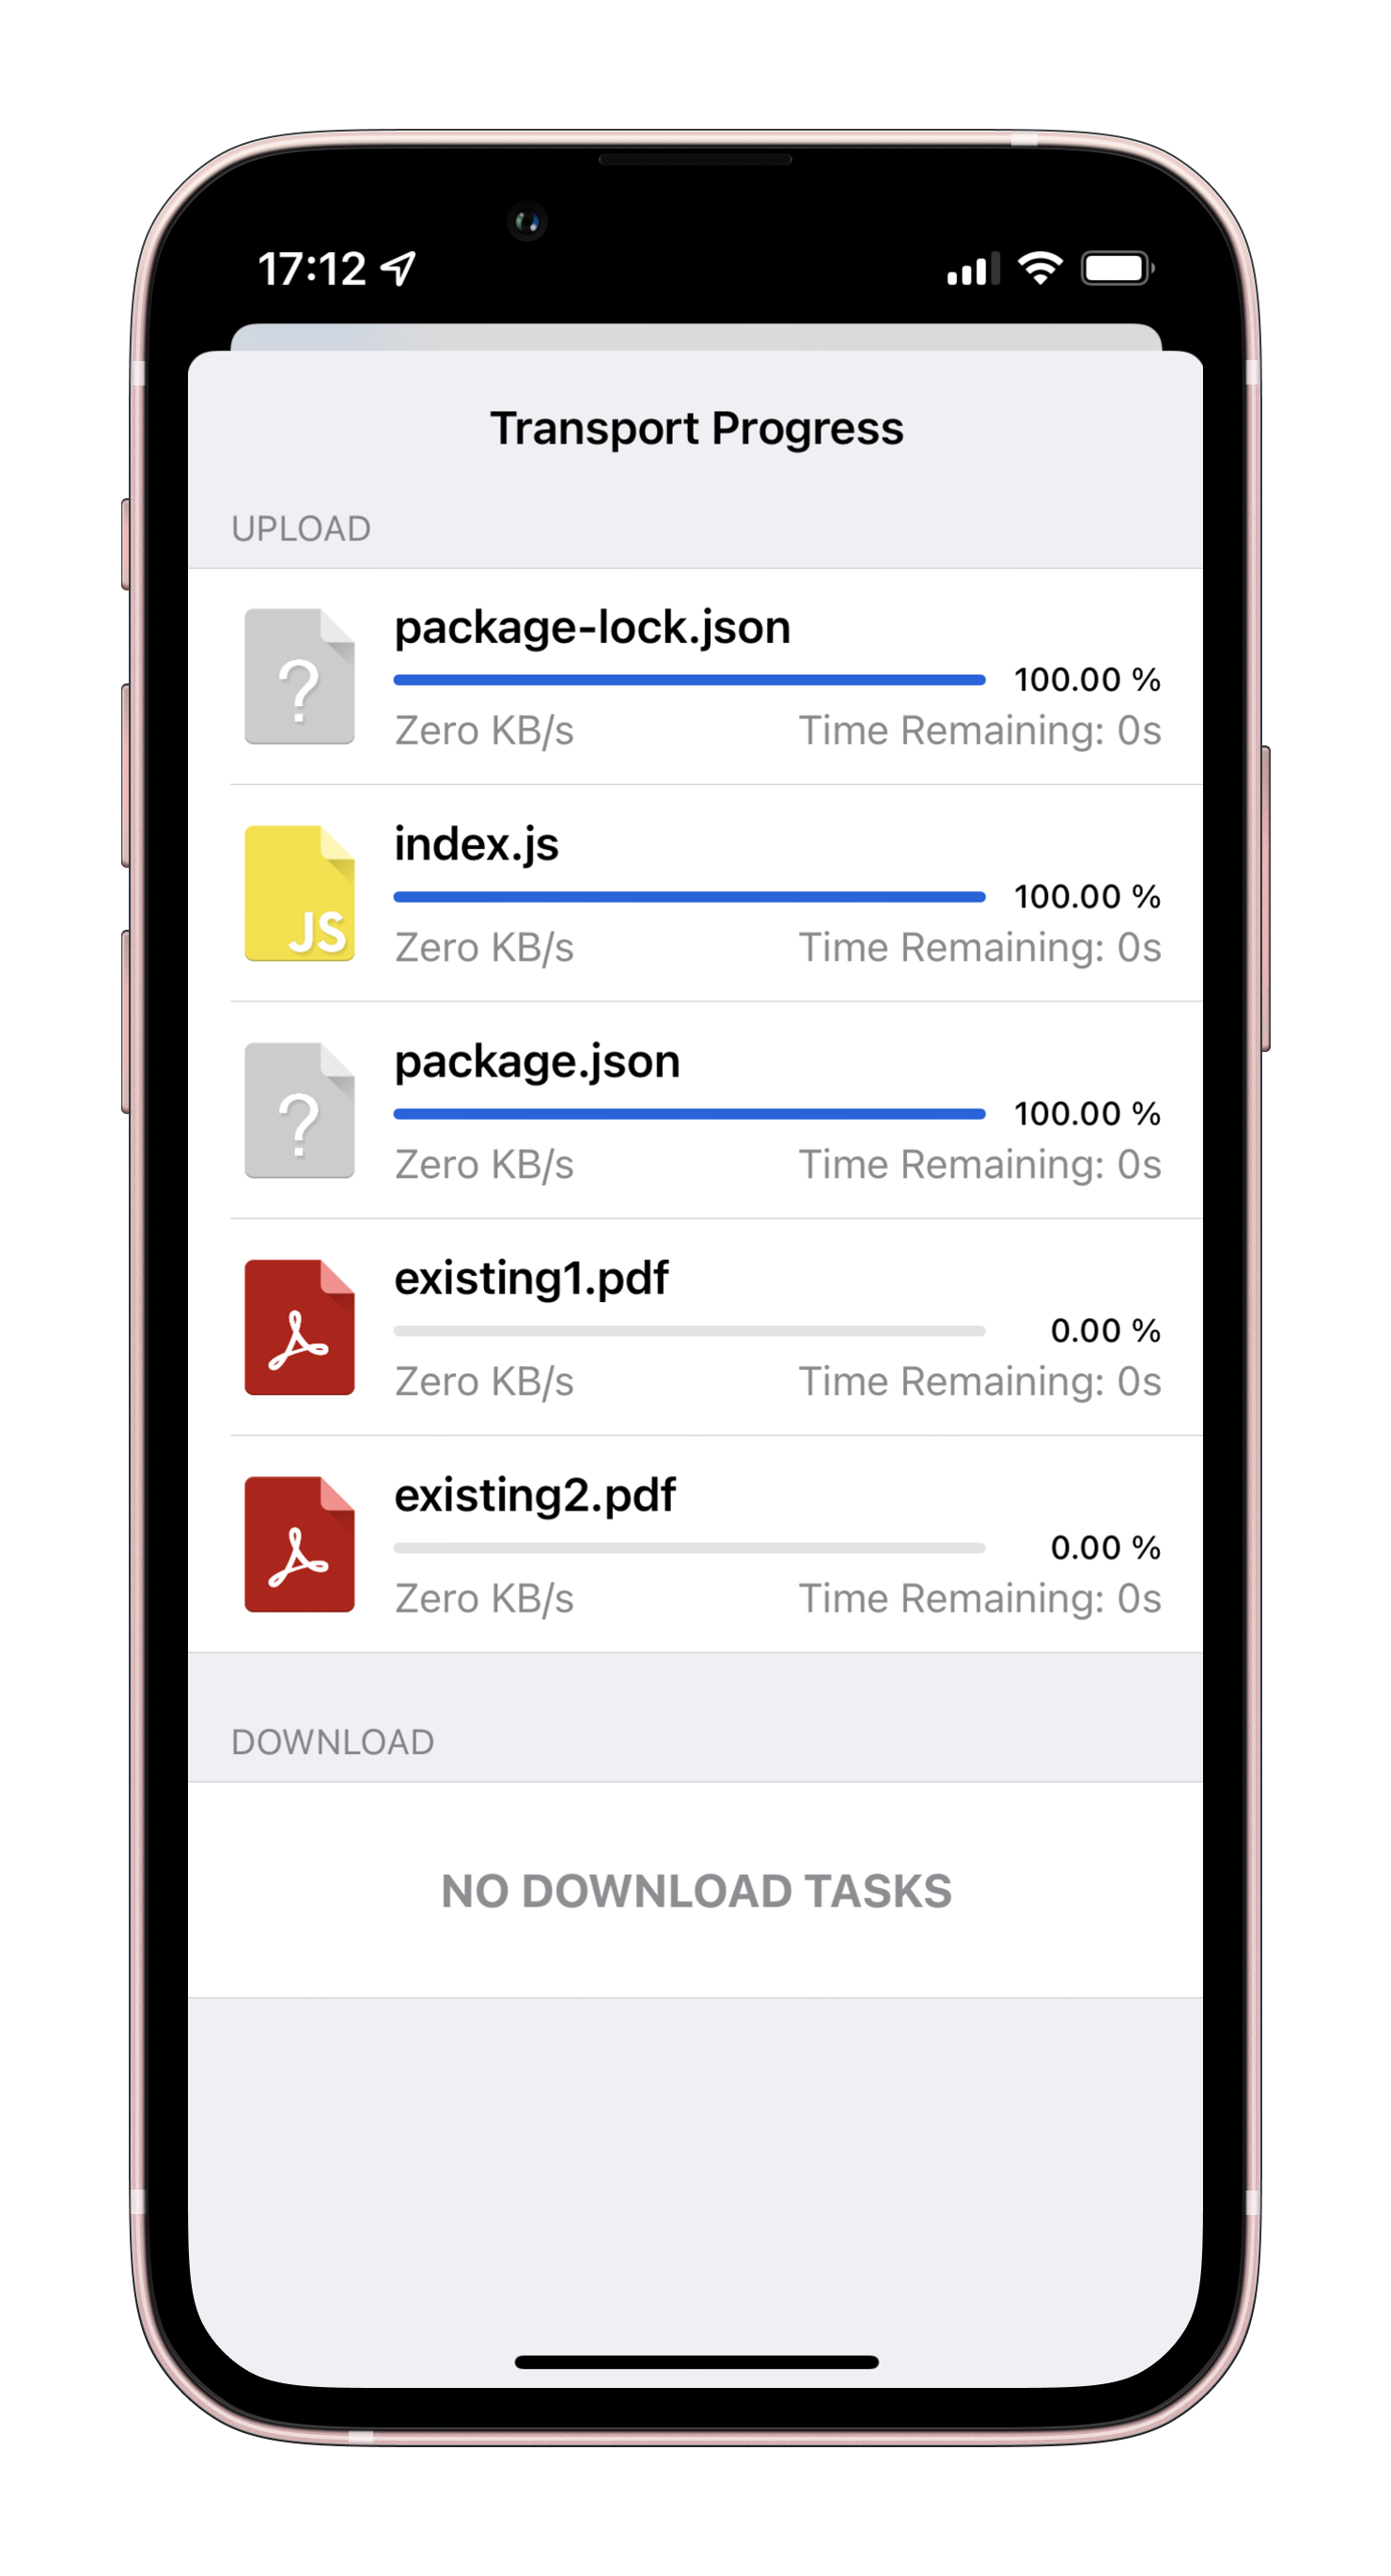 17:12
Transport Progress
UPLOAD
?
package-lock.json
100.00 %
Zero KB/s Time Remaining: 0s
index.js
JS
100.00 %
Zero KB/s Time Remaining: 0s
?
package.json
100.00 %
Zero KB/s Time Remaining: 0s
existing1.pdf
0.00 %
Zero KB/s Time Remaining: 0s
existing2.pdf
0.00 %
Zero KB/s Time Remaining: 0s
DOWNLOAD
NO DOWNLOAD TASKS